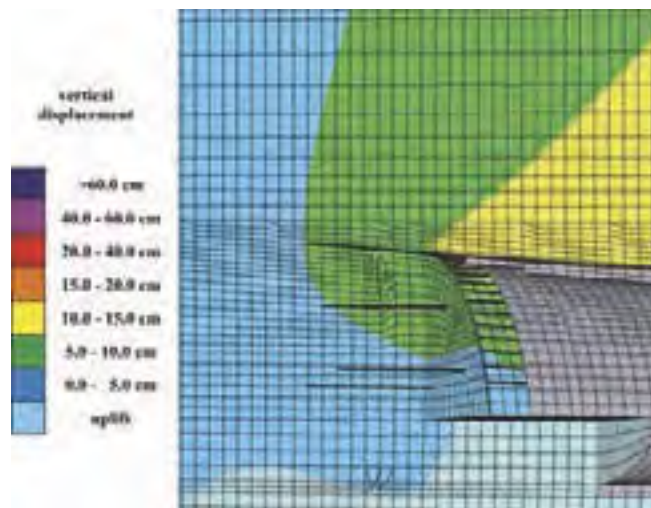 vertical
displacement
>60.0 cm
40.0 - 60.0 cm
20.0 - 40.0 cm
15.0 - 20.0 cm
10.0 - 15.0 cm
5.0 - 10.0 cm
0.0 - 5.0 cm
uplift